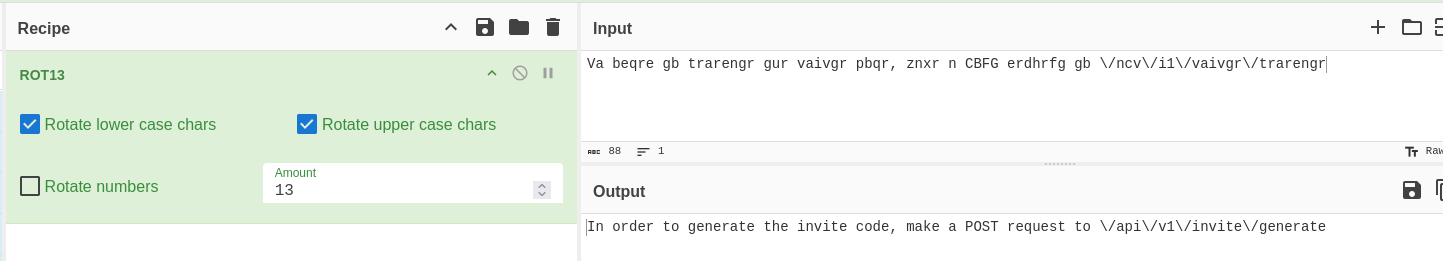 Recipe
ROT13
Rotate lower case chars
Rotate upper case chars
Rotate numbers
Amount
13
Input
Va beqre gb trarengr gur vaivgr pbqr, znxr n CBFG erdhrfg gb \/ncv\/i1\/vaivgr\/trarengr
ABC 88 1
Raw
Output
In order to generate the invite code, make a POST request to \/api\/v1\/invite\/generate